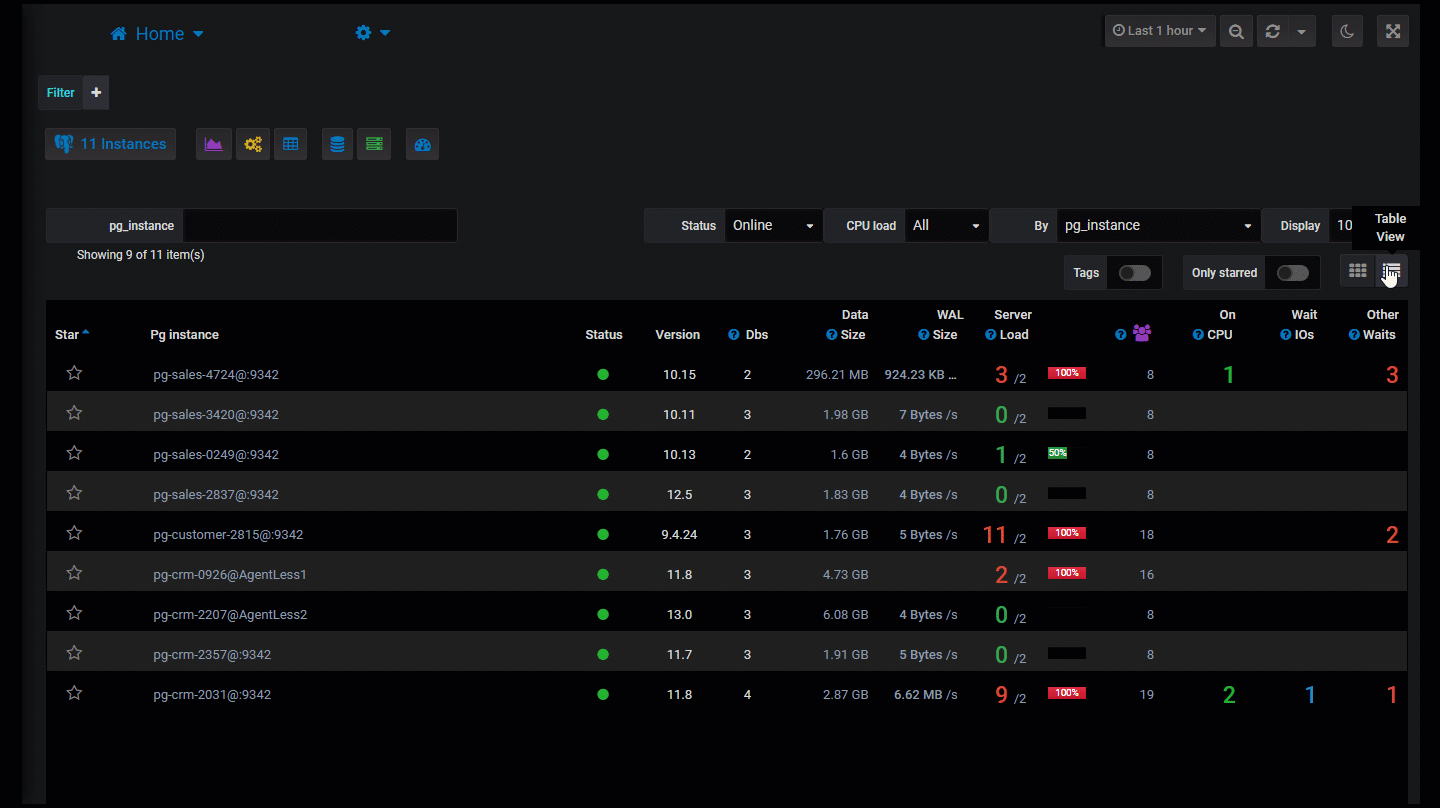 Home
Last 1 hour
Filter +
11 Instances
pg_instance
Status Online CPU load All By pg_instance Display 10
Table
View
Showing 9 of 11 item(s)
Tags Only starred
Star Pg instance Status Version ? Dbs Data ? Size WAL ? Size Server ? Load ? On ? CPU Wait ? IOs Other ? Waits
pg-sales-4724@:9342 10.15 2 296.21 MB 924.23 KB ... 3 /2 100% 8 1 3
pg-sales-3420@:9342 10.11 3 1.98 GB 7 Bytes /s 0 /2 8
pg-sales-0249@:9342 10.13 2 1.6 GB 4 Bytes /s 1 /2 50% 8
pg-sales-2837@:9342 12.5 3 1.83 GB 4 Bytes /s 0 /2 8
pg-customer-2815@:9342 9.4.24 3 1.76 GB 5 Bytes /s 11 /2 100% 18 2
pg-crm-0926@AgentLess1 11.8 3 4.73 GB 2 /2 100% 16
pg-crm-2207@AgentLess2 13.0 3 6.08 GB 4 Bytes /s 0 /2 8
pg-crm-2357@:9342 11.7 3 1.91 GB 5 Bytes /s 0 /2 8
pg-crm-2031@:9342 11.8 4 2.87 GB 6.62 MB /s 9 /2 100% 19 2 1 1